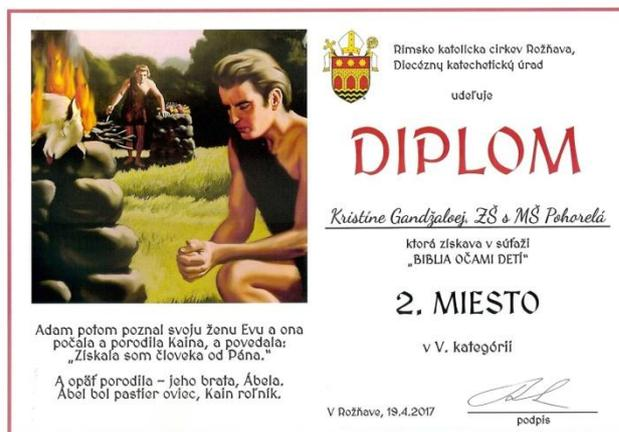 Rímsko katolícka cirkev Rožňava,
Diecézny katechetický úrad
udeľuje
DIPLOM
Kristíne Gandžalovej, ZŠ s MŠ Pohorelá
ktorá získava v súťaži
„BIBLIA OČAMI DETÍ“
2. MIESTO
v V. kategórii
V Rožňave, 19.4.2017
podpis
Adam potom poznal svoju ženu Evu a ona
počala a porodila Kaina, a povedala:
„Získala som človeka od Pána.“
A opäť porodila – jeho brata, Ábela.
Ábel bol pastier oviec, Kain roľník.